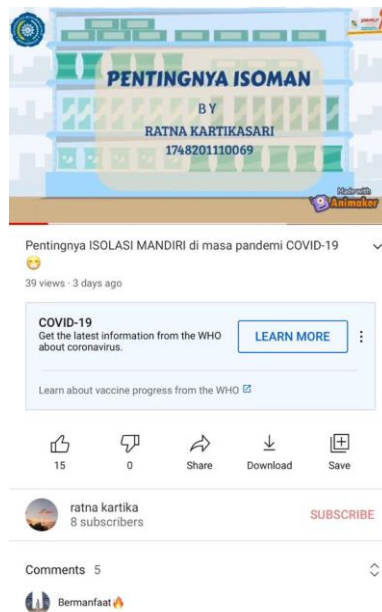 PENTINGNYA ISOMAN
BY
RATNA KARTIKASARI
1748201110069
Made with
Animaker
Pentingnya ISOLASI MANDIRI di masa pandemi COVID-19
39 views · 3 days ago
COVID-19
Get the latest information from the WHO
about coronavirus.
LEARN MORE
Learn about vaccine progress from the WHO
15
0
Share
Download
Save
ratna kartika
8 subscribers
SUBSCRIBE
Comments 5
Bermanfaat🔥